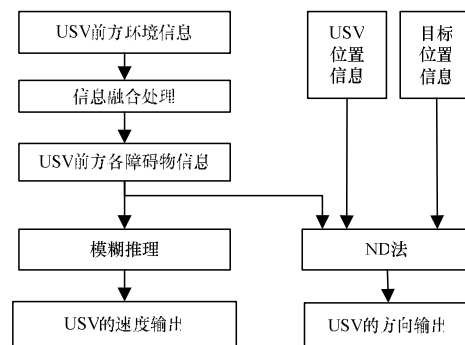 USV前方环境信息
信息融合处理
USV前方各障碍物信息
USV
位置
信息
目标
位置
信息
模糊推理
ND法
USV的速度输出
USV的方向输出